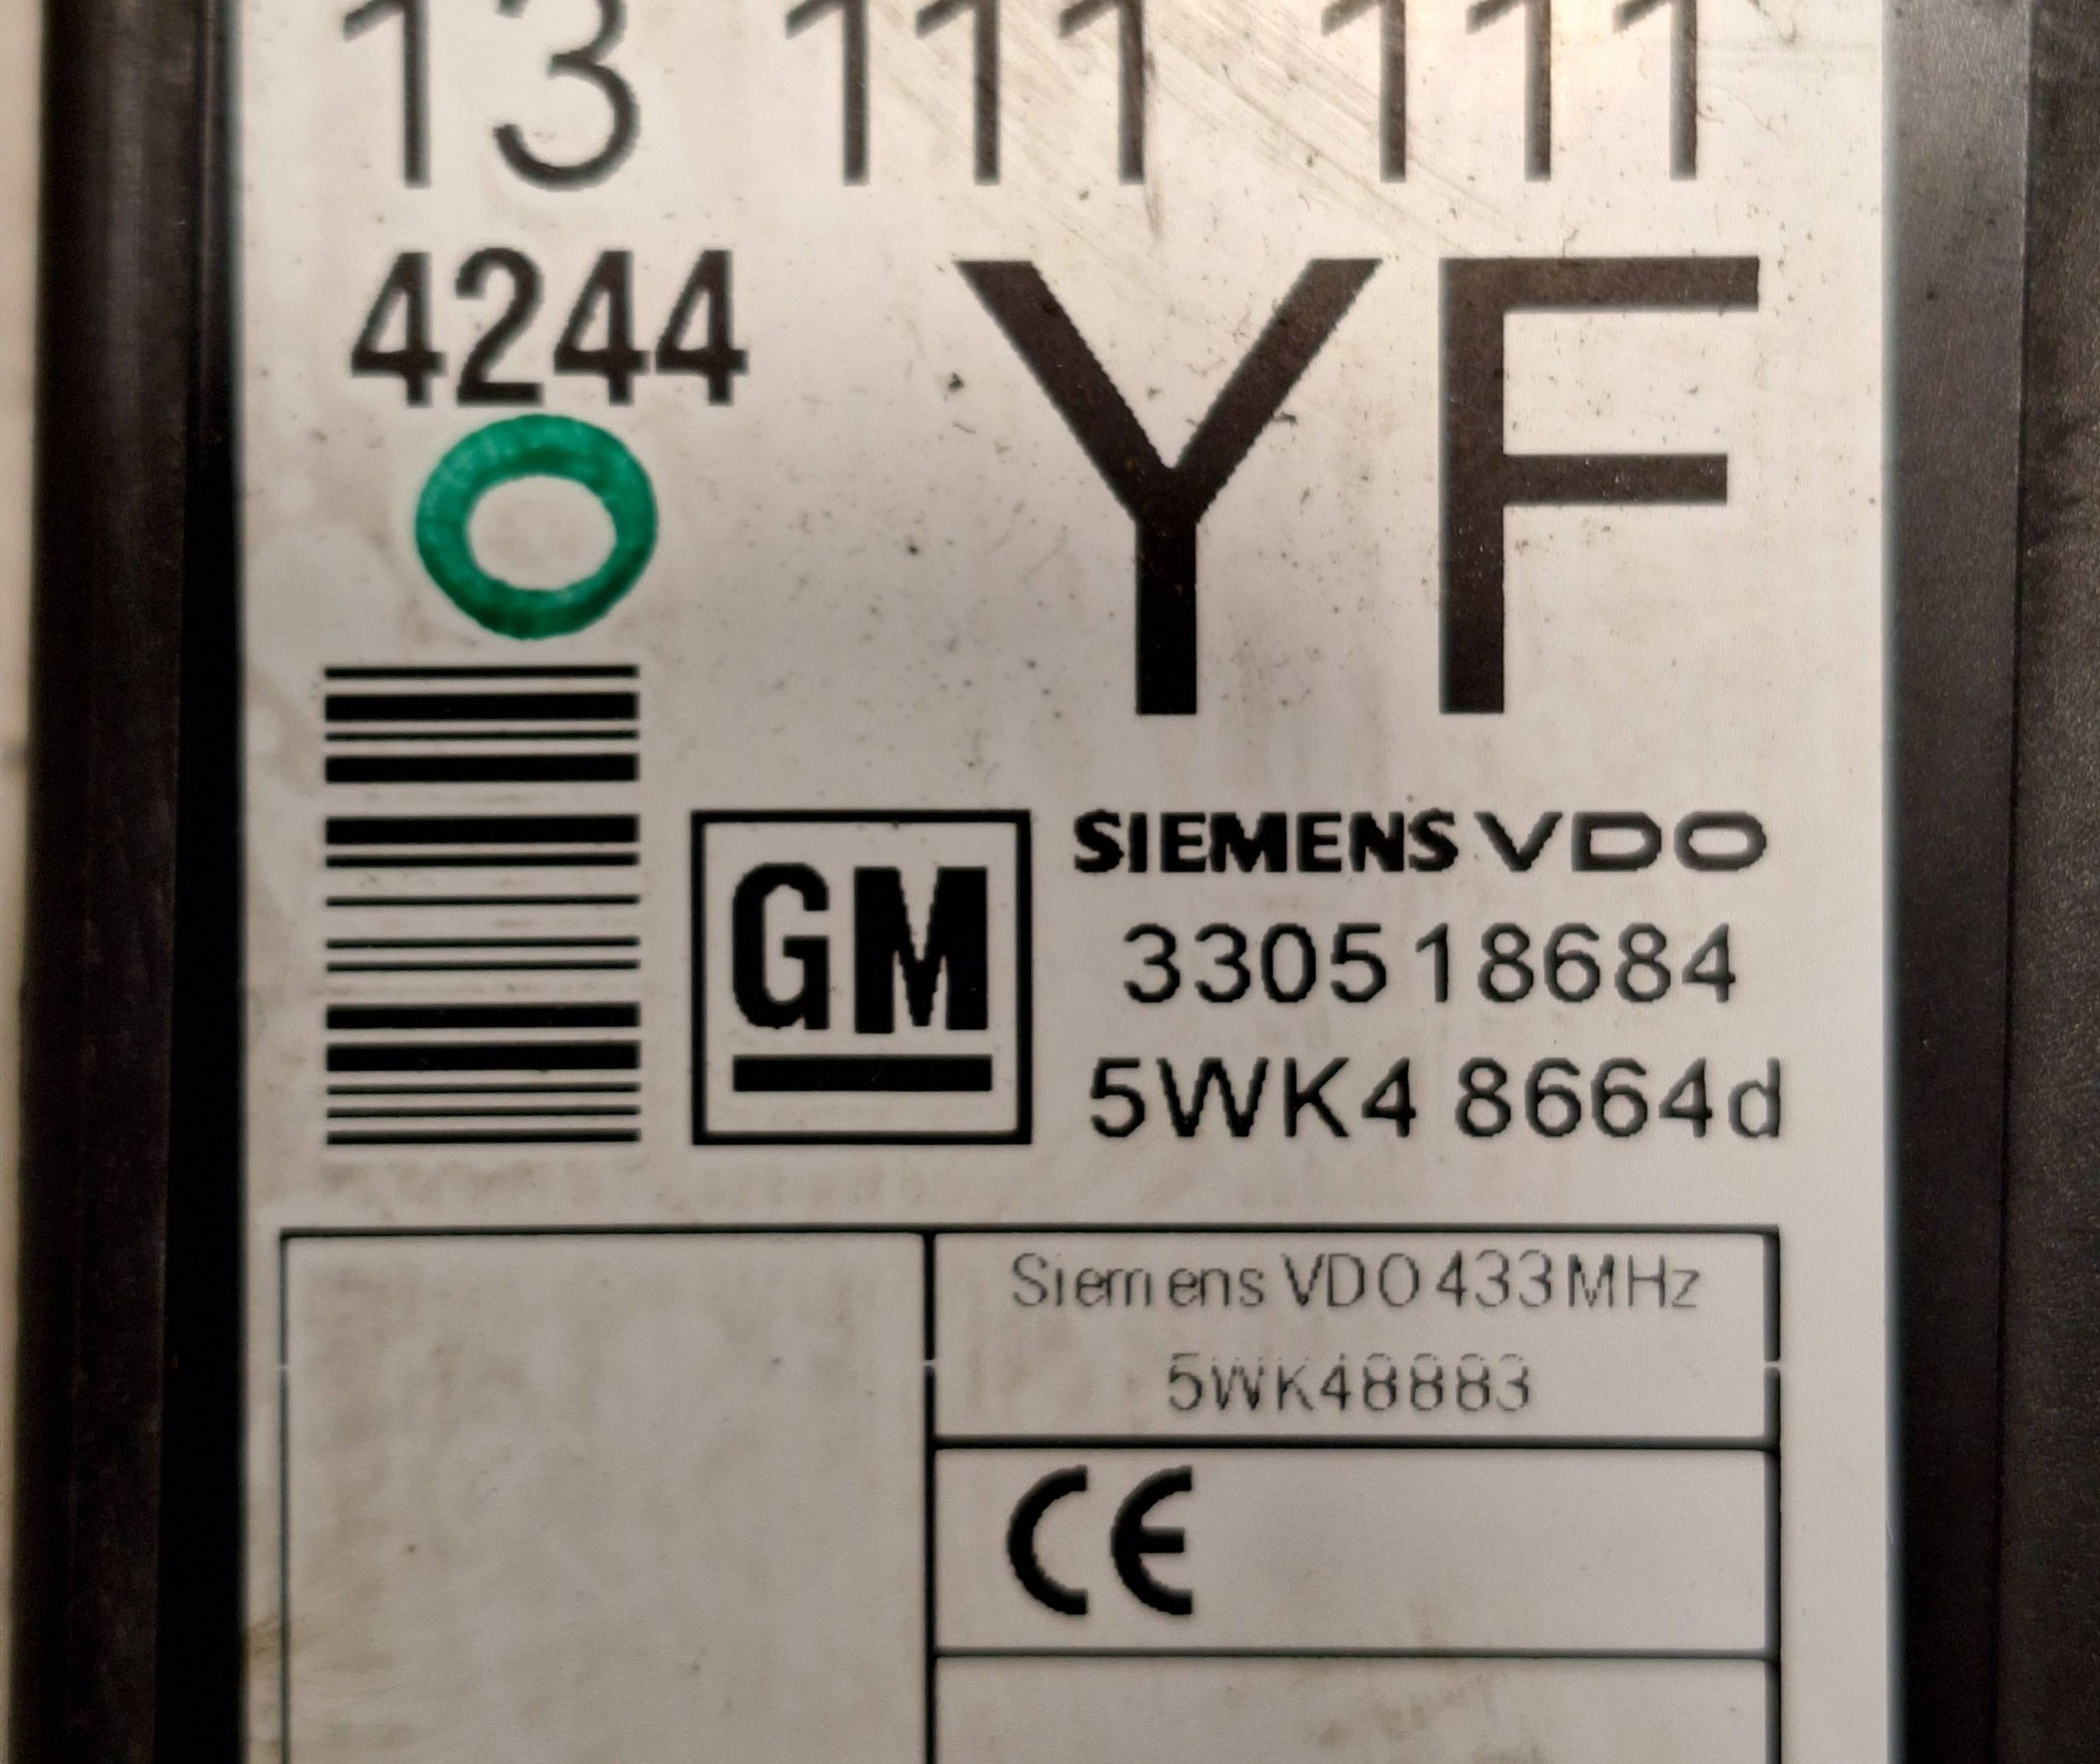 13 111 111
4244
YF
GM
SIEMENS VDO
330518684
5WK4 8664d
Siemens VDO 433MHz
5WK48883
CE